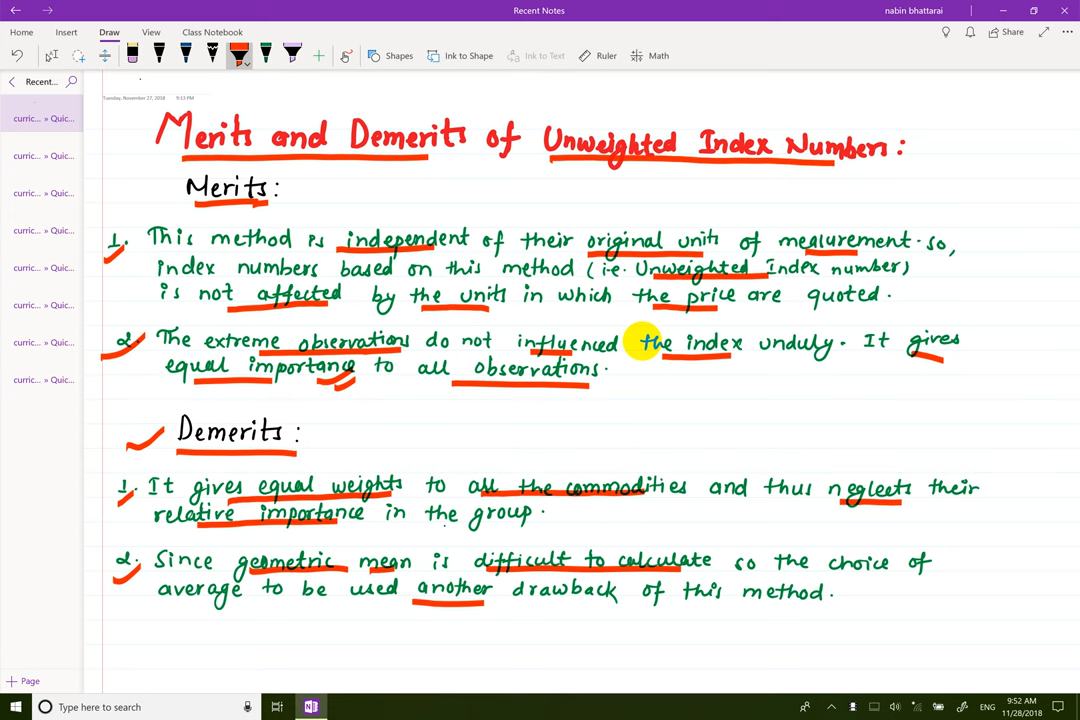 Recent Notes
nabin bhattarai
Home Insert Draw View Class Notebook
Share
Shapes Ink to Shape Ink to Text Ruler Math
Recent...
Tuesday, November 27, 2018 9:13 PM
curric... » Quic...
curric... » Quic...
curric... » Quic...
curric... » Quic...
curric... » Quic...
curric... » Quic...
curric... » Quic...
curric... » Quic...
Merits and Demerits of Unweighted Index Numbers:
Merits:
1. This method is independent of their original units of measurement. so,
index numbers based on this method (i.e. Unweighted Index number)
is not affected by the units in which the price are quoted.
2. The extreme observations do not influenced the index unduly. It gives
equal importance to all observations.
Demerits:
1. It gives equal weights to all the commodities and thus neglects their
relative importance in the group.
2. Since geometric mean is difficult to calculate so the choice of
average to be used another drawback of this method.
+ Page
Type here to search
ENG
9:52 AM
11/28/2018